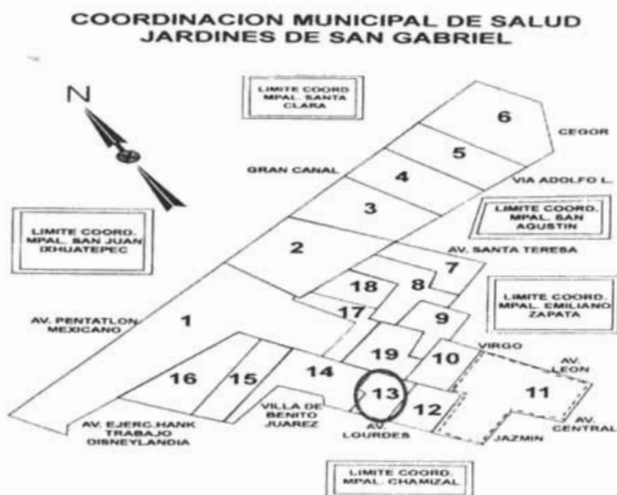 COORDINACION MUNICIPAL DE SALUD
JARDINES DE SAN GABRIEL
N
LIMITE COORD
MPAL. SANTA
CLARA
6
CEGOR
5
GRAN CANAL
4
VIA ADOLFO L.
3
LIMITE COORD.
MPAL. SAN
AGUSTIN
LIMITE COORD.
MPAL. SAN JUAN
IXHUATEPEC
2
AV. SANTA TERESA
7
18
8
LIMITE COORD.
MPAL. EMILIANO
ZAPATA
17
9
1
AV. PENTATLON
MEXICANO
VIRGO
19
10
AV.
LEON
16
15
14
13
12
11
AV. EJERC.HANK
TRABAJO
DISNEYLANDIA
VILLA DE
BENITO
JUAREZ
AV.
LOURDES
JAZMIN
AV.
CENTRAL
LIMITE COORD.
MPAL. CHAMIZAL